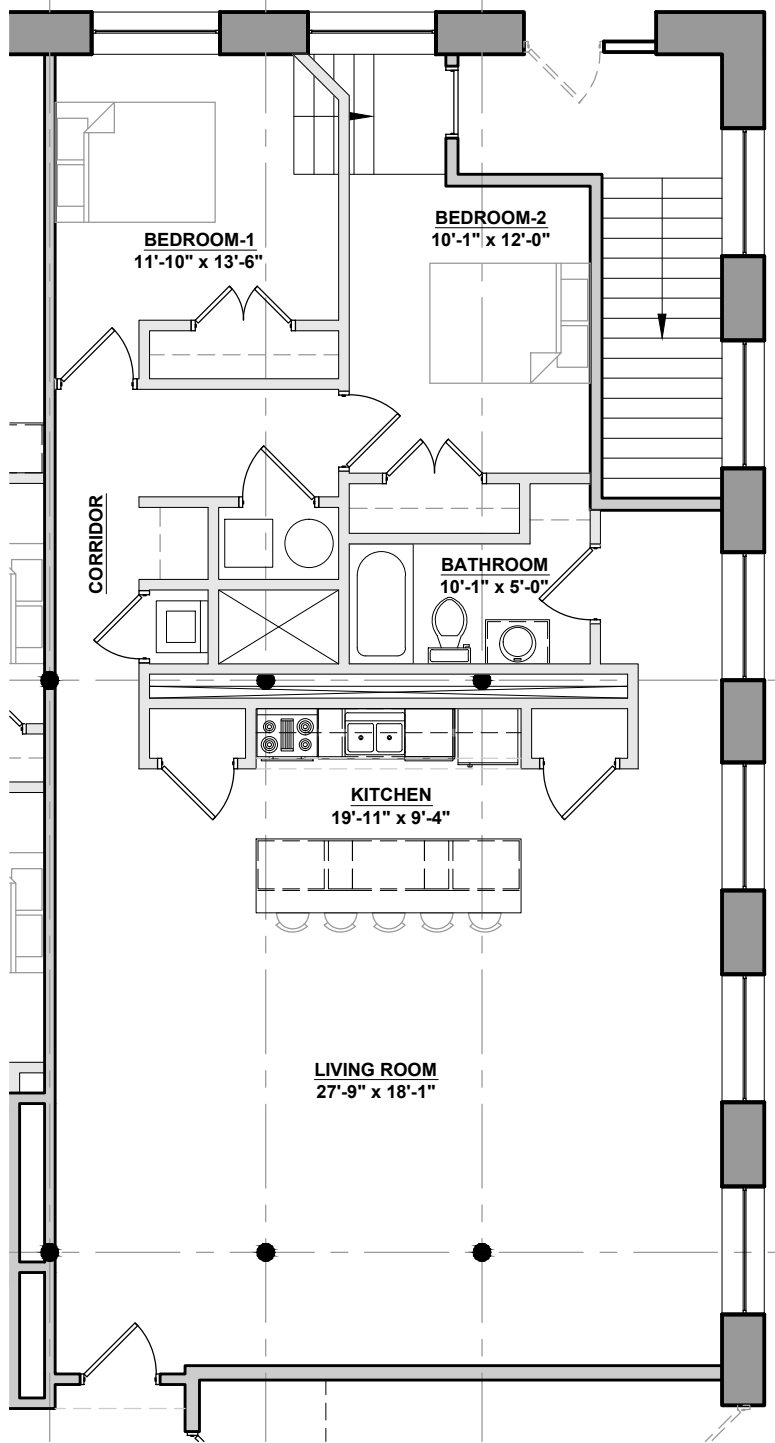 BEDROOM-1
11'-10" x 13'-6"
BEDROOM-2
10'-1" x 12'-0"
CORRIDOR
BATHROOM
10'-1" x 5'-0"
KITCHEN
19'-11" x 9'-4"
LIVING ROOM
27'-9" x 18'-1"